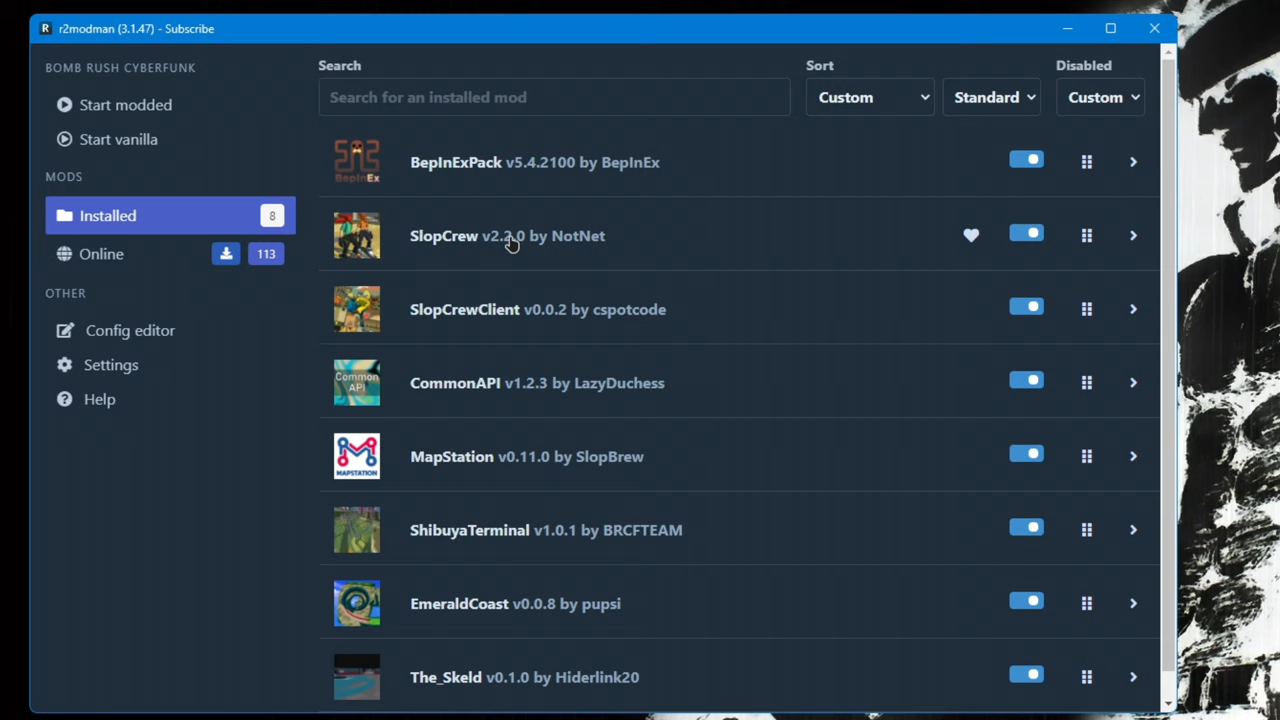 R r2modman (3.1.47) - Subscribe
BOMB RUSH CYBERFUNK
Start modded
Start vanilla
MODS
Installed 8
Online 113
OTHER
Config editor
Settings
Help
Search
Search for an installed mod
Sort
Custom
Standard
Disabled
Custom
BepInEx
BepInExPack v5.4.2100 by BepInEx
SlopCrew v2.2.0 by NotNet
SlopCrewClient v0.0.2 by cspotcode
Common
API
CommonAPI v1.2.3 by LazyDuchess
MAPSTATION
MapStation v0.11.0 by SlopBrew
ShibuyaTerminal v1.0.1 by BRCFTEAM
EmeraldCoast v0.0.8 by pupsi
The_Skeld v0.1.0 by Hiderlink20